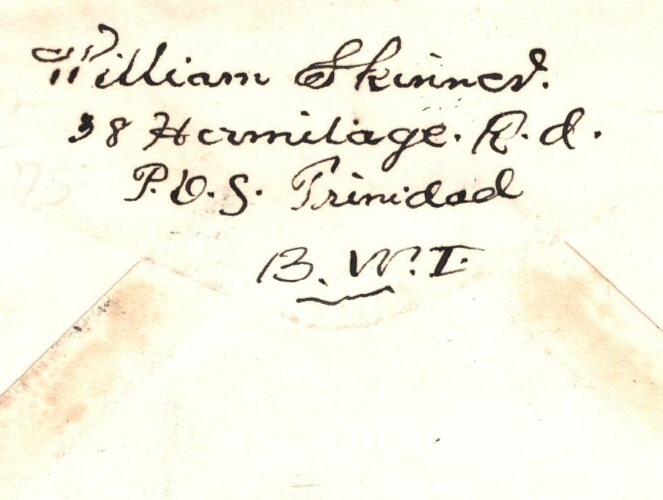 William Skinner.
38 Hermitage. R.d.
P.O.S. Trinidad
B.W.I.